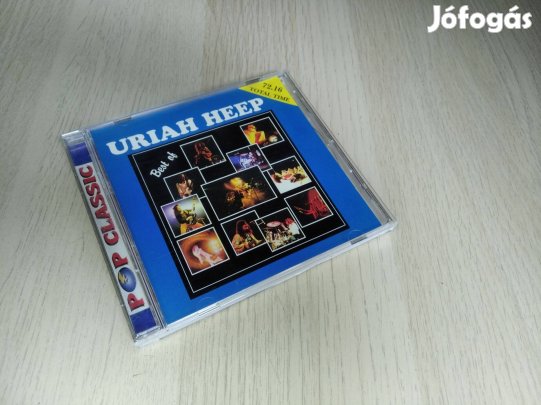 Jófogás
72.16
TOTAL TIME
URIAH HEEP
Best of
POP CLASSIC